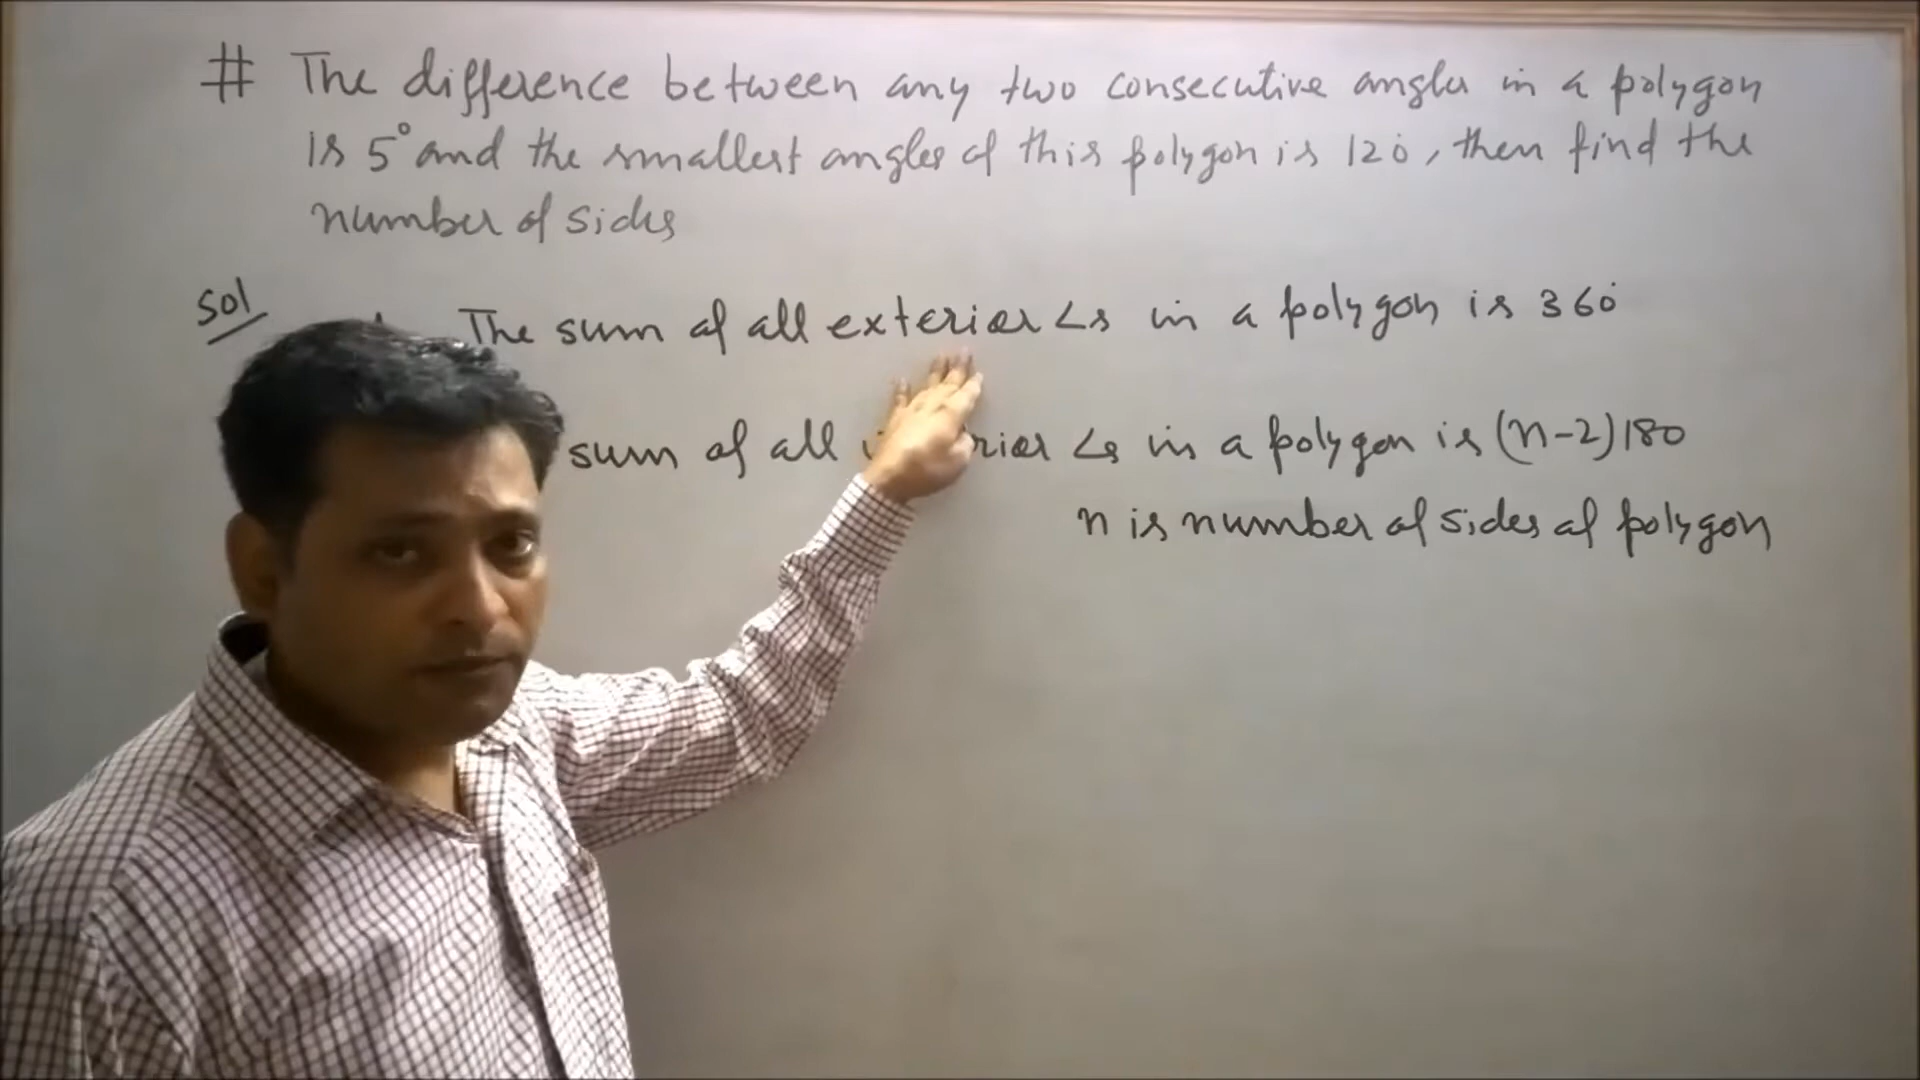 # The difference between any two consecutive angles in a polygon
is 5° and the smallest angles of this polygon is 120°, then find the
number of sides
Sol
The sum of all exterior ∠s in a polygon is 360°
sum of all interior ∠s in a polygon is (n-2)180
n is number of sides of polygon